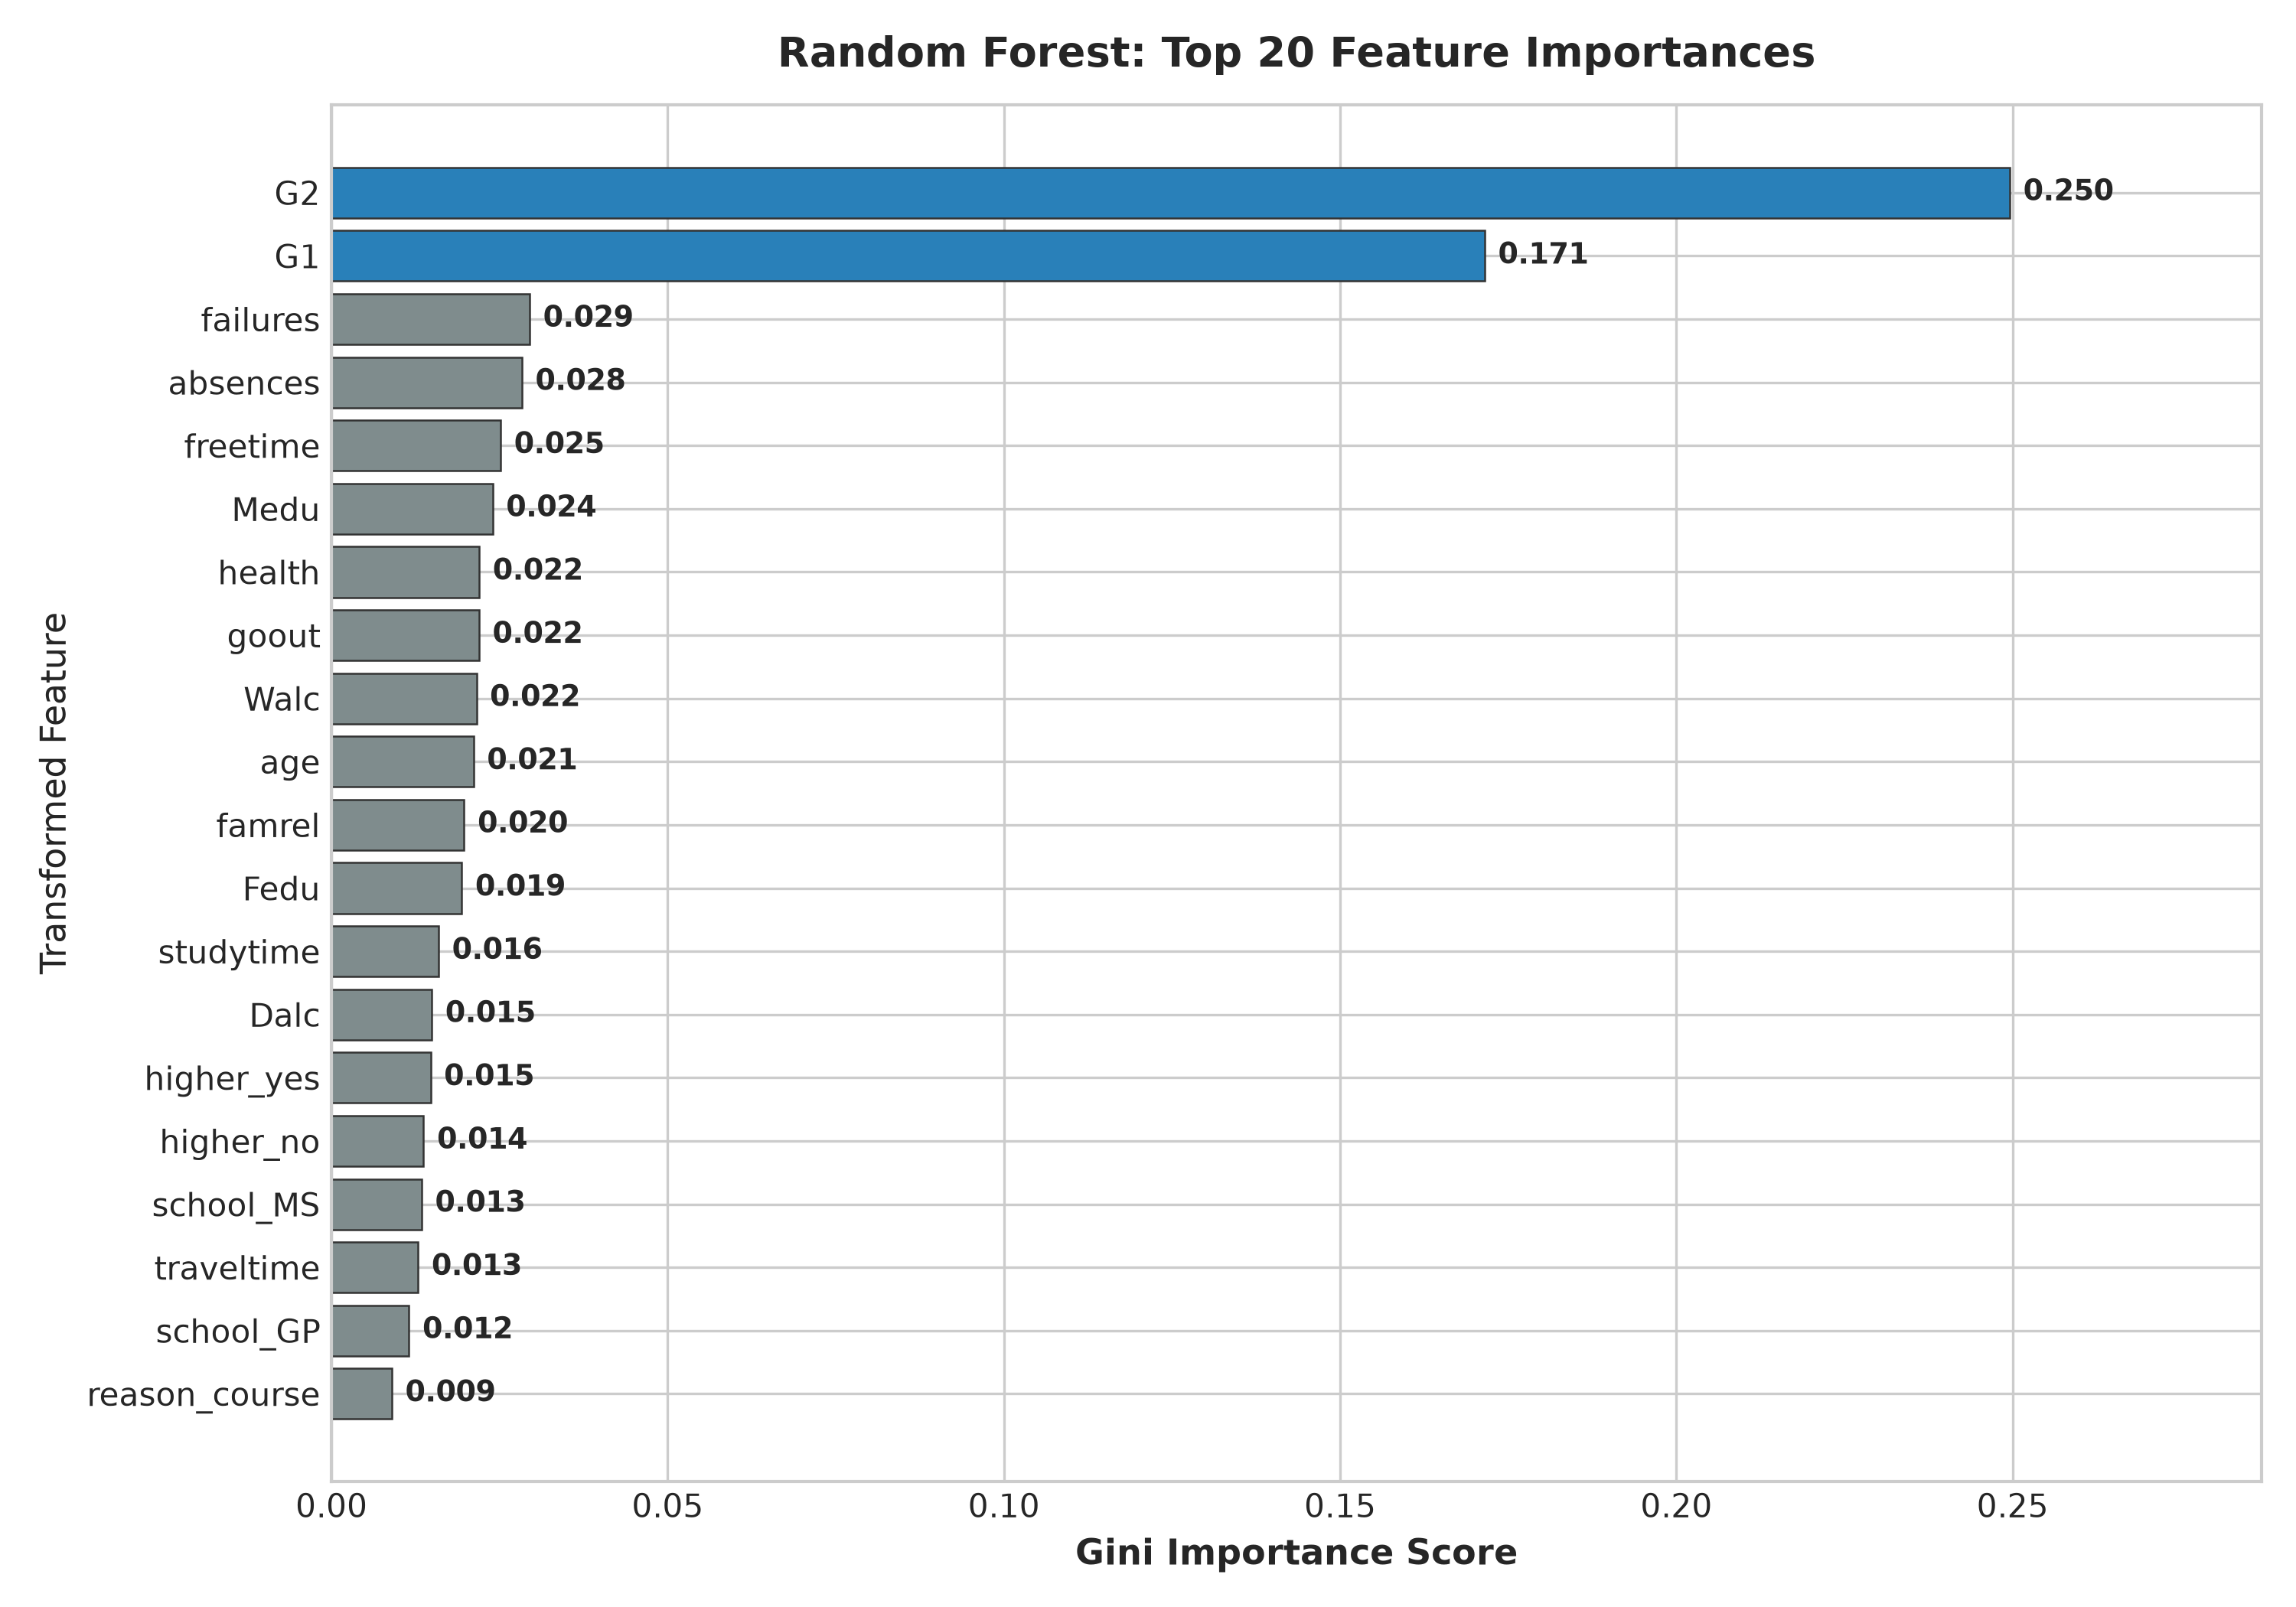 Random Forest: Top 20 Feature Importances
Transformed Feature
G2 0.250
G1 0.171
failures 0.029
absences 0.028
freetime 0.025
Medu 0.024
health 0.022
goout 0.022
Walc 0.022
age 0.021
famrel 0.020
Fedu 0.019
studytime 0.016
Dalc 0.015
higher_yes 0.015
higher_no 0.014
school_MS 0.013
traveltime 0.013
school_GP 0.012
reason_course 0.009
0.00 0.05 0.10 0.15 0.20 0.25
Gini Importance Score